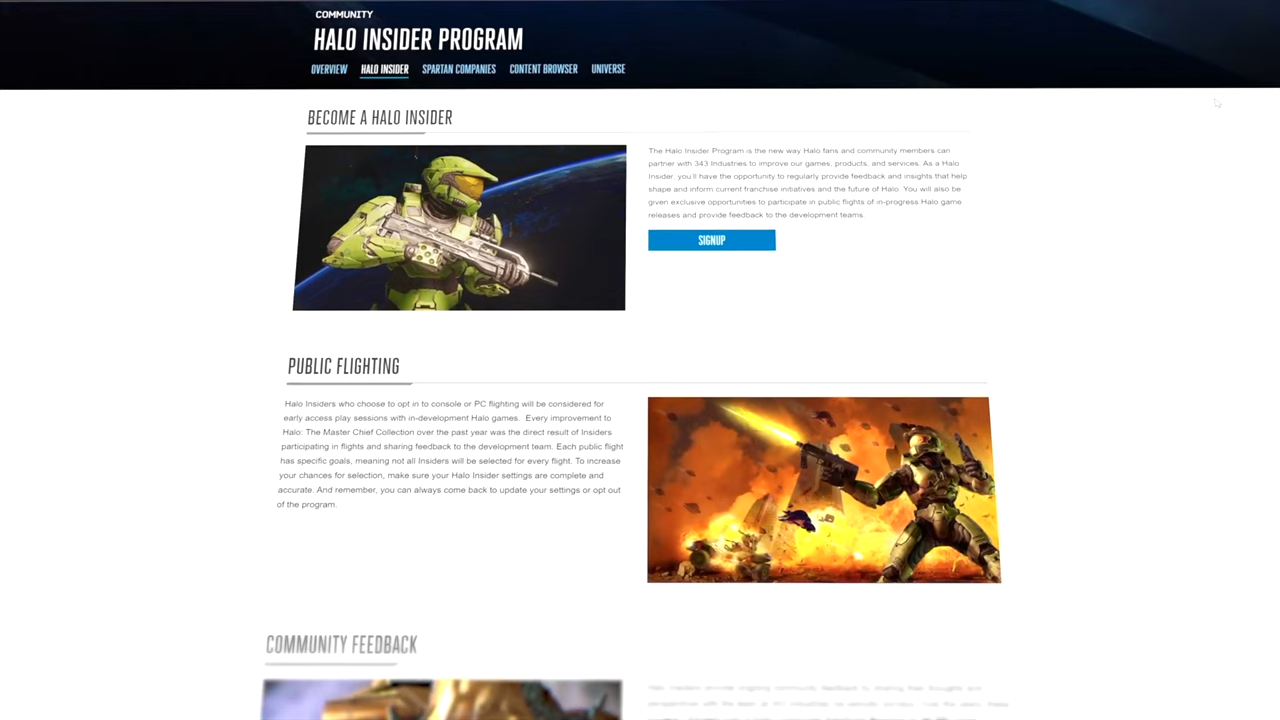 COMMUNITY
HALO INSIDER PROGRAM
OVERVIEW HALO INSIDER SPARTAN COMPANIES CONTENT BROWSER UNIVERSE
BECOME A HALO INSIDER
The Halo Insider Program is the new way Halo fans and community members can
partner with 343 Industries to improve our games, products, and services. As a Halo
Insider, you'll have the opportunity to regularly provide feedback and insights that help
shape and inform current franchise initiatives and the future of Halo. You will also be
given exclusive opportunities to participate in public flights of in-progress Halo game
releases and provide feedback to the development teams.
SIGNUP
PUBLIC FLIGHTING
Halo Insiders who choose to opt in to console or PC flighting will be considered for
early access play sessions with in-development Halo games. Every improvement to
Halo: The Master Chief Collection over the past year was the direct result of Insiders
participating in flights and sharing feedback to the development team. Each public flight
has specific goals, meaning not all Insiders will be selected for every flight. To increase
your chances for selection, make sure your Halo Insider settings are complete and
accurate. And remember, you can always come back to update your settings or opt out
of the program.
COMMUNITY FEEDBACK